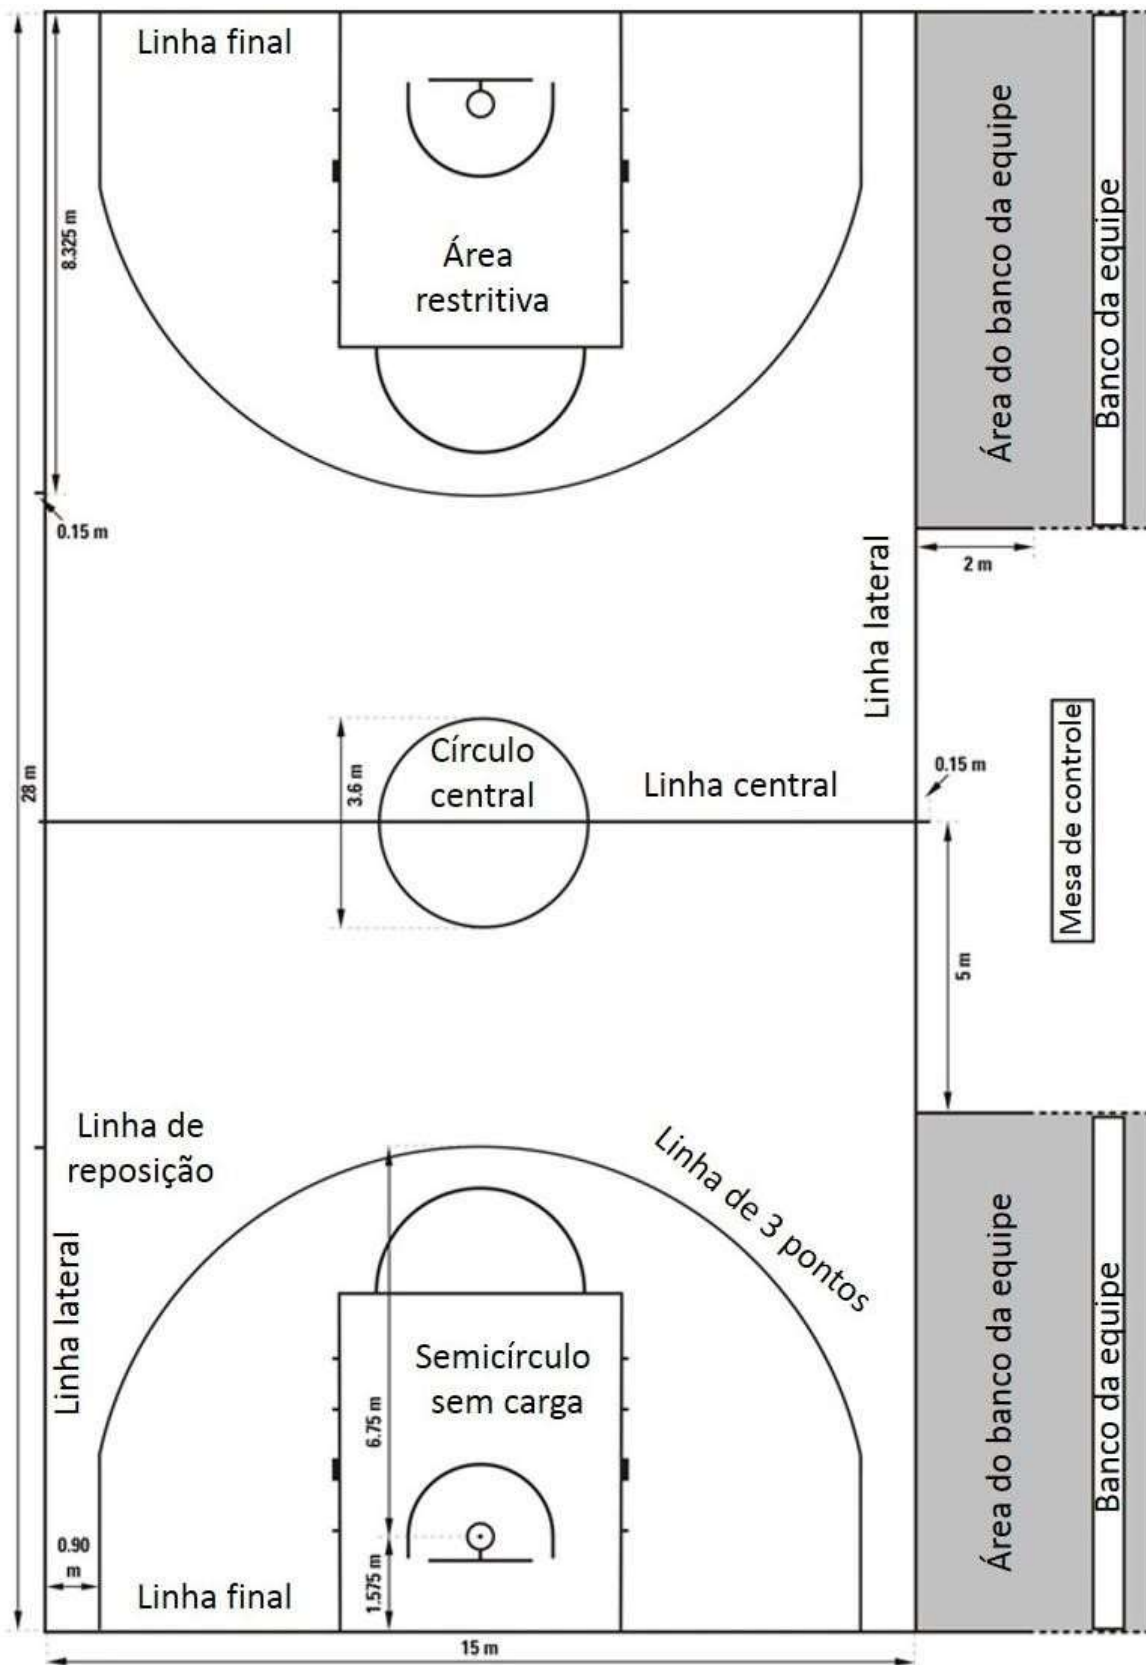 Linha final
8.325 m
Área
restritiva
Área do banco da equipe
Banco da equipe
0.15 m
2 m
Linha lateral
28 m
3.6 m
Círculo
central
Linha central
0.15 m
Mesa de controle
5 m
Linha de
reposição
Linha de 3 pontos
Linha lateral
Semicírculo
sem carga
6.75 m
Área do banco da equipe
Banco da equipe
0.90
m
1.575 m
Linha final
15 m